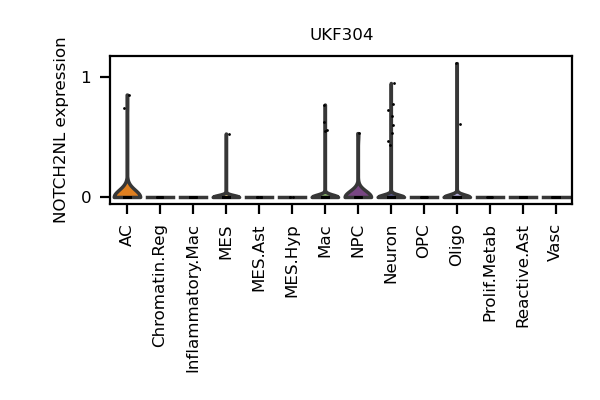 UKF304
NOTCH2NL expression
1
0
AC
Chromatin.Reg
Inflammatory.Mac
MES
MES.Ast
MES.Hyp
Mac
NPC
Neuron
OPC
Oligo
Prolif.Metab
Reactive.Ast
Vasc